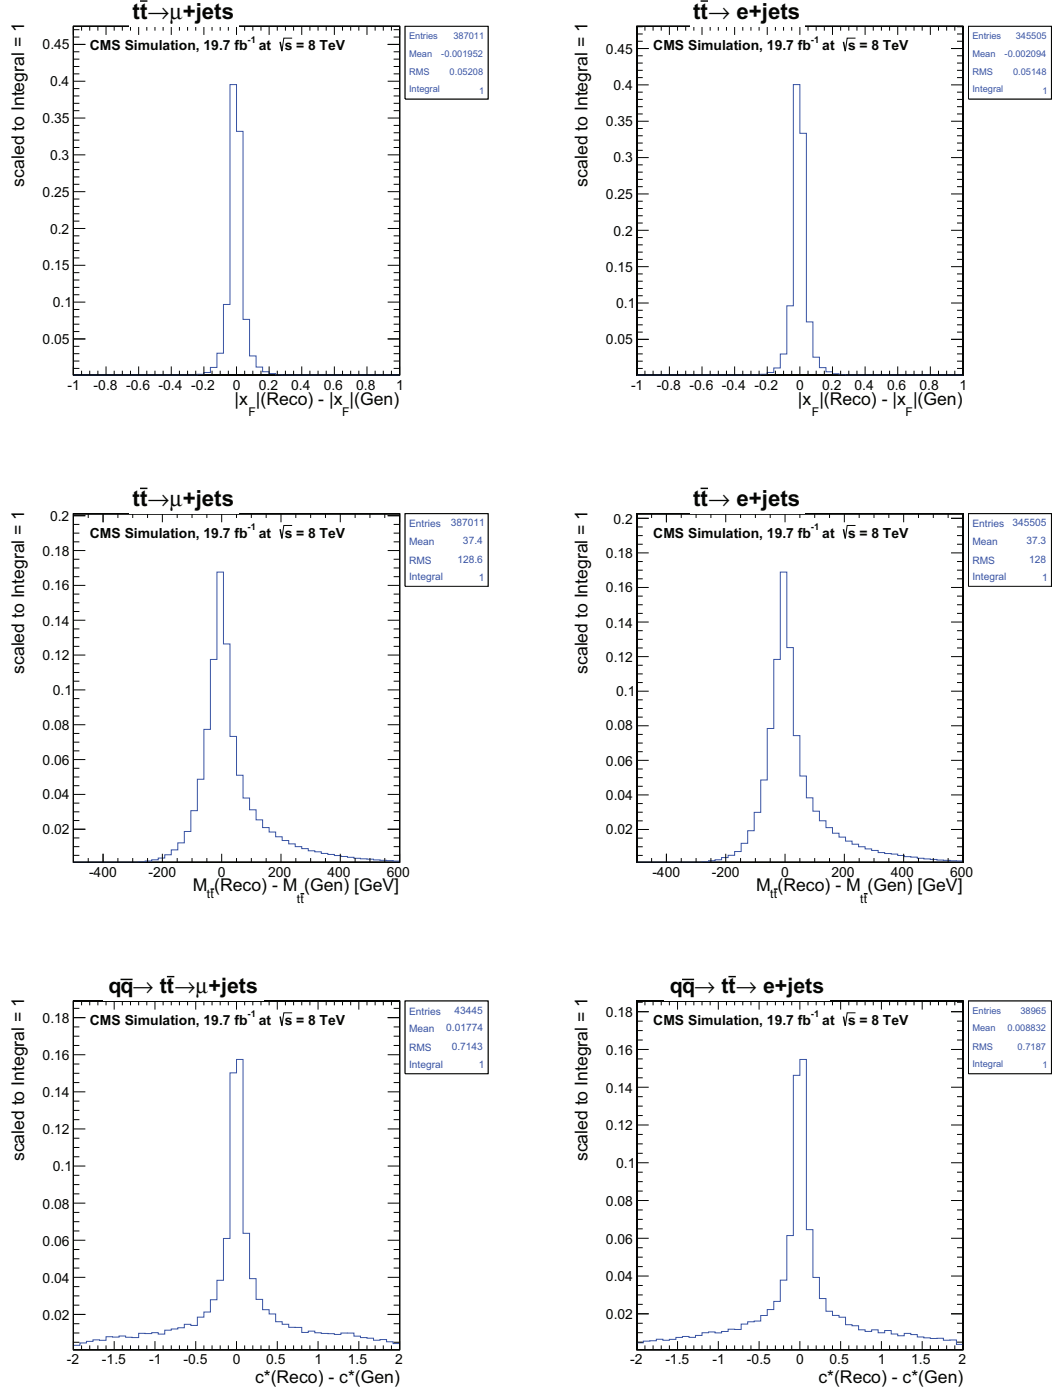 tt̄→μ+jets
CMS Simulation, 19.7 fb⁻¹ at √s = 8 TeV
Entries 387011
Mean -0.001952
RMS 0.05208
Integral 1
scaled to Integral = 1
0.45
0.4
0.35
0.3
0.25
0.2
0.15
0.1
0.05
-1 -0.8 -0.6 -0.4 -0.2 0 0.2 0.4 0.6 0.8 1
|x_F|(Reco) - |x_F|(Gen)
tt̄→ e+jets
CMS Simulation, 19.7 fb⁻¹ at √s = 8 TeV
Entries 345505
Mean -0.002094
RMS 0.05148
Integral 1
scaled to Integral = 1
0.45
0.4
0.35
0.3
0.25
0.2
0.15
0.1
0.05
-1 -0.8 -0.6 -0.4 -0.2 0 0.2 0.4 0.6 0.8 1
|x_F|(Reco) - |x_F|(Gen)
tt̄→μ+jets
CMS Simulation, 19.7 fb⁻¹ at √s = 8 TeV
Entries 387011
Mean 37.4
RMS 128.6
Integral 1
scaled to Integral = 1
0.2
0.18
0.16
0.14
0.12
0.1
0.08
0.06
0.04
0.02
-400 -200 0 200 400 600
M_tt̄(Reco) - M_tt̄(Gen) [GeV]
tt̄→ e+jets
CMS Simulation, 19.7 fb⁻¹ at √s = 8 TeV
Entries 345505
Mean 37.3
RMS 128
Integral 1
scaled to Integral = 1
0.2
0.18
0.16
0.14
0.12
0.1
0.08
0.06
0.04
0.02
-400 -200 0 200 400 600
M_tt̄(Reco) - M_tt̄(Gen) [GeV]
qq̄→ tt̄→μ+jets
CMS Simulation, 19.7 fb⁻¹ at √s = 8 TeV
Entries 43445
Mean 0.01774
RMS 0.7143
Integral 1
scaled to Integral = 1
0.18
0.16
0.14
0.12
0.1
0.08
0.06
0.04
0.02
-2 -1.5 -1 -0.5 0 0.5 1 1.5 2
c*(Reco) - c*(Gen)
qq̄→ tt̄→ e+jets
CMS Simulation, 19.7 fb⁻¹ at √s = 8 TeV
Entries 38965
Mean 0.008832
RMS 0.7187
Integral 1
scaled to Integral = 1
0.18
0.16
0.14
0.12
0.1
0.08
0.06
0.04
0.02
-2 -1.5 -1 -0.5 0 0.5 1 1.5 2
c*(Reco) - c*(Gen)